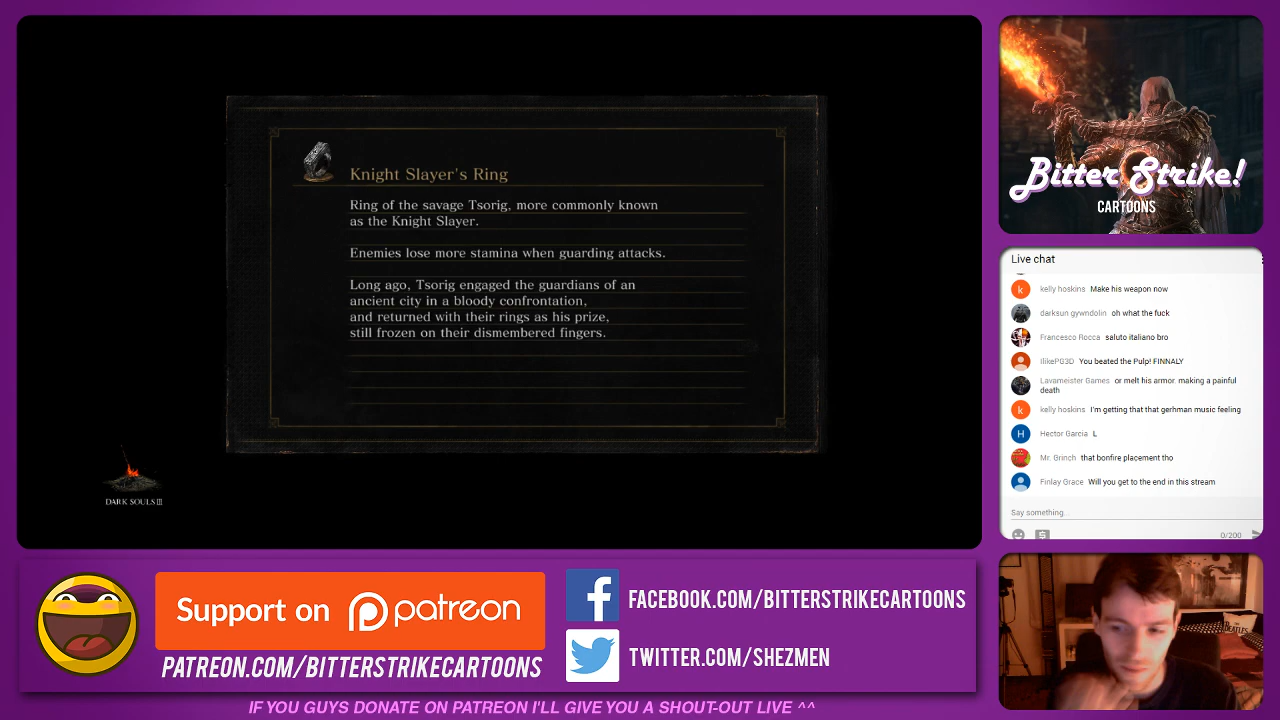 Knight Slayer's Ring
Ring of the savage Tsorig, more commonly known
as the Knight Slayer.
Enemies lose more stamina when guarding attacks.
Long ago, Tsorig engaged the guardians of an
ancient city in a bloody confrontation,
and returned with their rings as his prize,
still frozen on their dismembered fingers.
DARK SOULS III
Bitter Strike!
CARTOONS
Live chat
k kelly hoskins Make his weapon now
darksun gywndolin oh what the fuck
Francesco Rocca saluto italiano bro
IlikePG3D You beated the Pulp! FINNALY
Lavameister Games or melt his armor. making a painful
death
k kelly hoskins I'm getting that that gerhman music feeling
H Hector Garcia L
Mr. Grinch that bonfire placement tho
Finlay Grace Will you get to the end in this stream
Say something...
0/200
Support on patreon
PATREON.COM/BITTERSTRIKECARTOONS
FACEBOOK.COM/BITTERSTRIKECARTOONS
TWITTER.COM/SHEZMEN
IF YOU GUYS DONATE ON PATREON I'LL GIVE YOU A SHOUT-OUT LIVE ^^